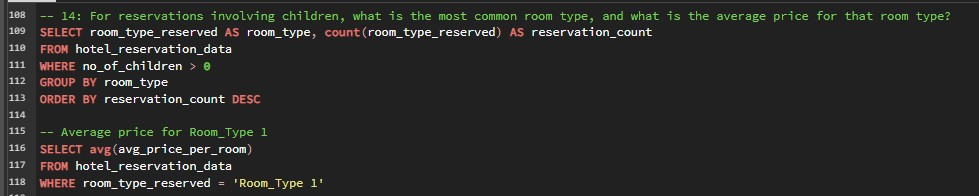 108 -- 14: For reservations involving children, what is the most common room type, and what is the average price for that room type?
109 SELECT room_type_reserved AS room_type, count(room_type_reserved) AS reservation_count
110 FROM hotel_reservation_data
111 WHERE no_of_children > 0
112 GROUP BY room_type
113 ORDER BY reservation_count DESC
114
115 -- Average price for Room_Type 1
116 SELECT avg(avg_price_per_room)
117 FROM hotel_reservation_data
118 WHERE room_type_reserved = 'Room_Type 1'